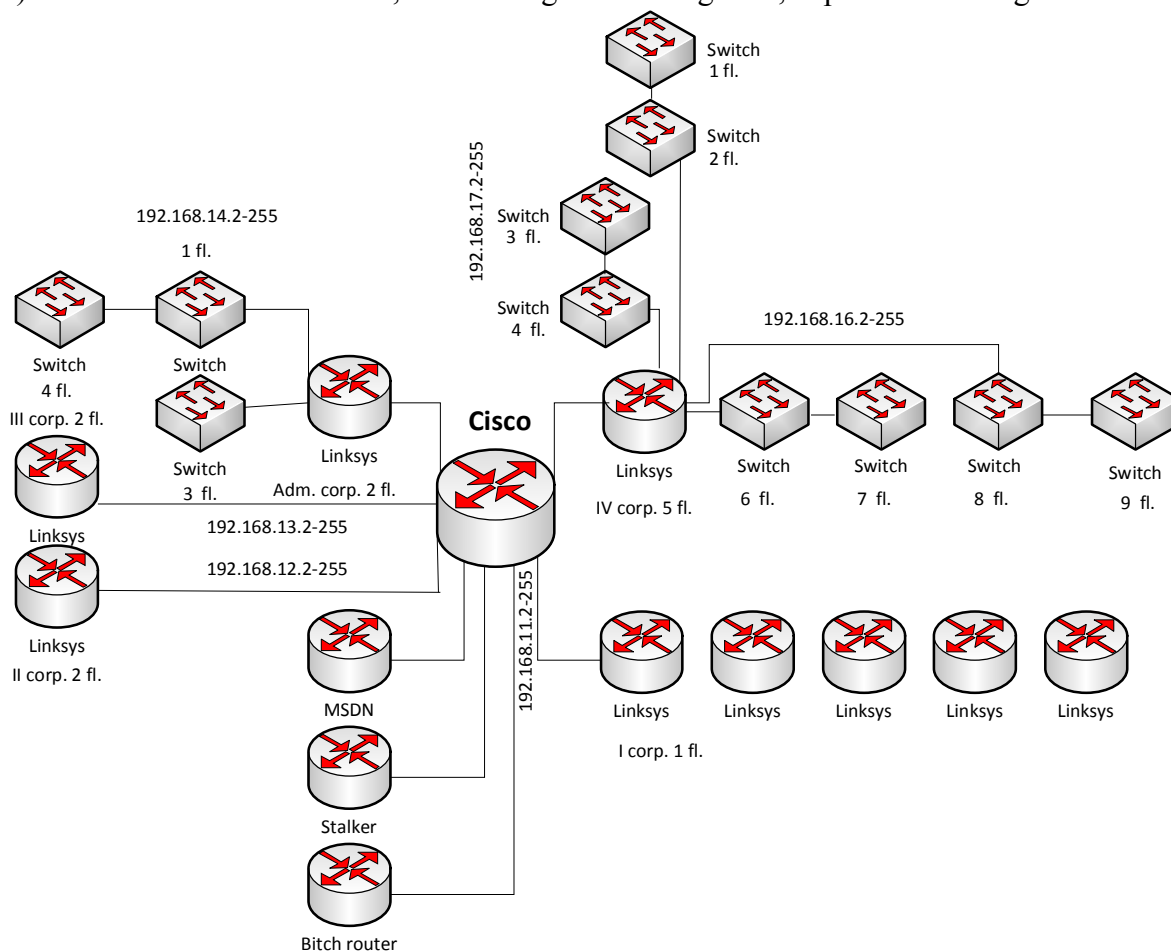 Switch
1 fl.
Switch
2 fl.
192.168.17.2-255
Switch
3 fl.
Switch
4 fl.
192.168.14.2-255
1 fl.
192.168.16.2-255
Switch
4 fl.
Switch
III corp. 2 fl.
Switch
3 fl.
Linksys
Adm. corp. 2 fl.
Cisco
Linksys
IV corp. 5 fl.
Switch
6 fl.
Switch
7 fl.
Switch
8 fl.
Switch
9 fl.
Linksys
192.168.13.2-255
192.168.12.2-255
Linksys
II corp. 2 fl.
192.168.11.2-255
MSDN
Linksys
Linksys
Linksys
Linksys
Linksys
I corp. 1 fl.
Stalker
Bitch router